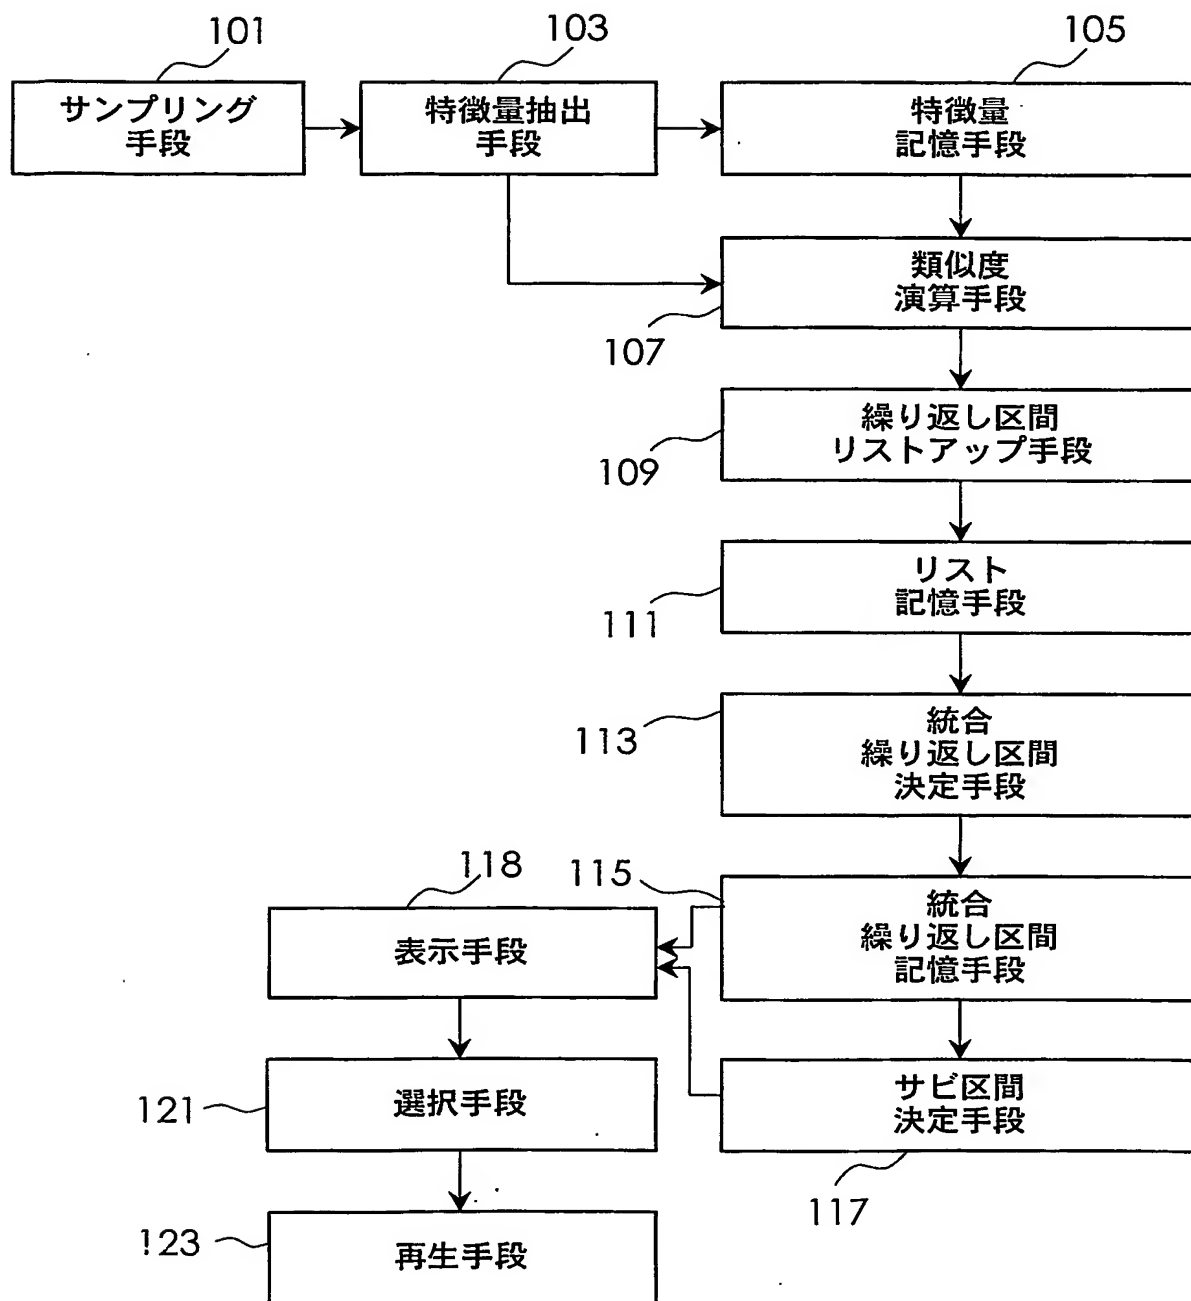 101
サンプリング
手段
103
特徴量抽出
手段
105
特徴量
記憶手段
類似度
演算手段
107
繰り返し区間
リストアップ手段
109
リスト
記憶手段
111
統合
繰り返し区間
決定手段
113
118
表示手段
115
統合
繰り返し区間
記憶手段
121
選択手段
サビ区間
決定手段
117
123
再生手段